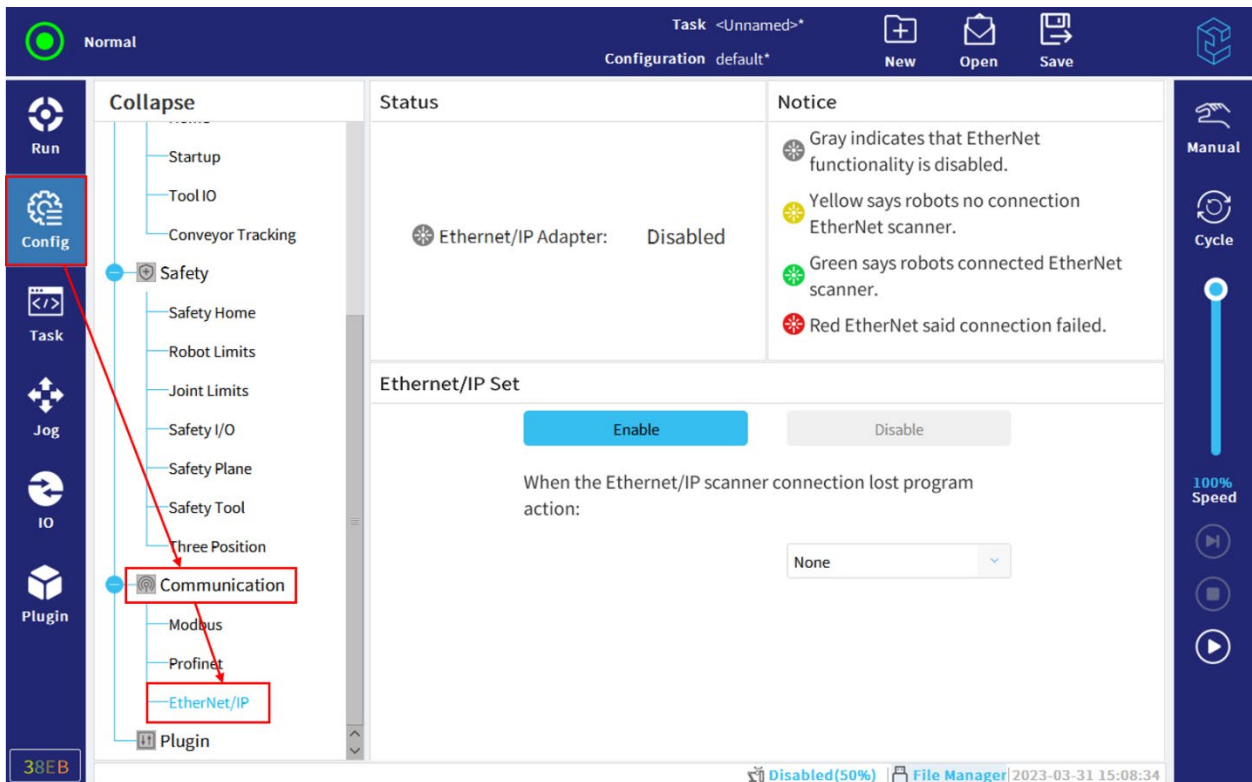 Normal
Task <Unnamed>*
Configuration default*
New
Open
Save
Run
Config
Task
Jog
IO
Plugin
38EB
Collapse
Startup
Tool IO
Conveyor Tracking
Safety
Safety Home
Robot Limits
Joint Limits
Safety I/O
Safety Plane
Safety Tool
Three Position
Communication
Modbus
Profinet
EtherNet/IP
Plugin
Status
Ethernet/IP Adapter: Disabled
Notice
Gray indicates that EtherNet
functionality is disabled.
Yellow says robots no connection
EtherNet scanner.
Green says robots connected EtherNet
scanner.
Red EtherNet said connection failed.
Ethernet/IP Set
Enable
Disable
When the Ethernet/IP scanner connection lost program
action:
None
Manual
Cycle
100%
Speed
Disabled(50%) | File Manager|2023-03-31 15:08:34